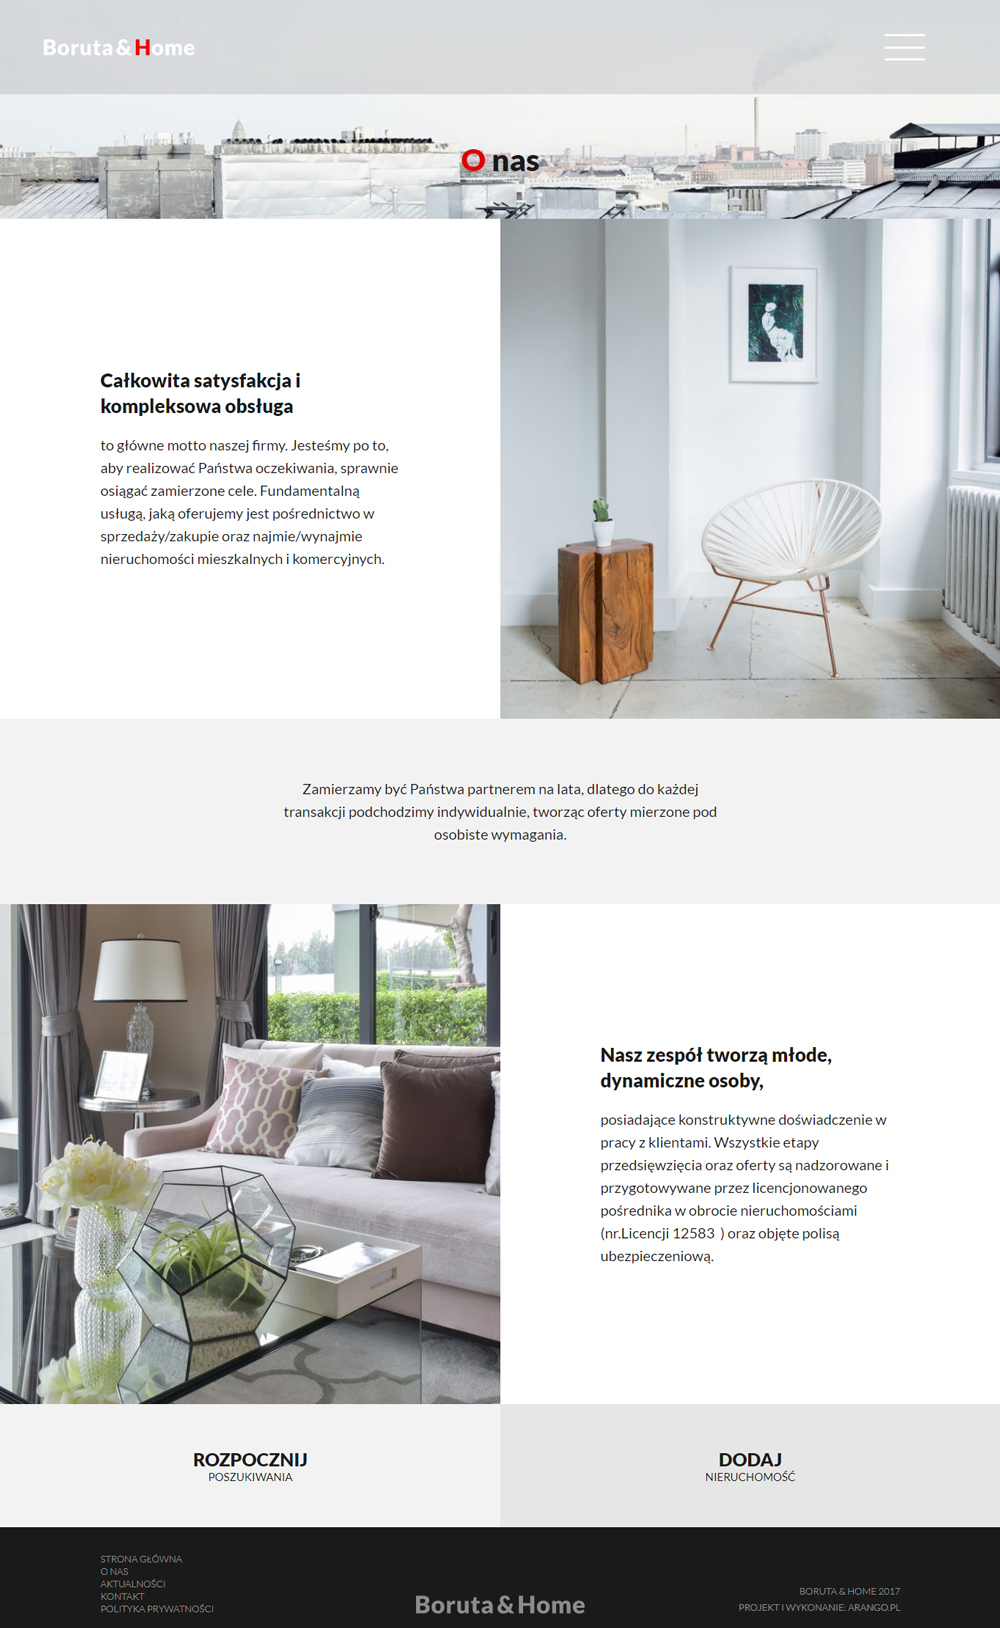 Boruta & Home
O nas
Całkowita satysfakcja i
kompleksowa obsługa
to główne motto naszej firmy. Jesteśmy po to,
aby realizować Państwa oczekiwania, sprawnie
osiągać zamierzone cele. Fundamentalną
usługą, jaką oferujemy jest pośrednictwo w
sprzedaży/zakupie oraz najmie/wynajmie
nieruchomości mieszkalnych i komercyjnych.
Zamierzamy być Państwa partnerem na lata, dlatego do każdej
transakcji podchodzimy indywidualnie, tworząc oferty mierzone pod
osobiste wymagania.
Nasz zespół tworzą młode,
dynamiczne osoby,
posiadające konstruktywne doświadczenie w
pracy z klientami. Wszystkie etapy
przedsięwzięcia oraz oferty są nadzorowane i
przygotowywane przez licencjonowanego
pośrednika w obrocie nieruchomościami
(nr.Licencji 12583 ) oraz objęte polisą
ubezpieczeniową.
ROZPOCZNIJ
POSZUKIWANIA
DODAJ
NIERUCHOMOŚĆ
STRONA GŁÓWNA
O NAS
AKTUALNOŚCI
KONTAKT
POLITYKA PRYWATNOŚCI
Boruta & Home
BORUTA & HOME 2017
PROJEKT I WYKONANIE: ARANGO.PL